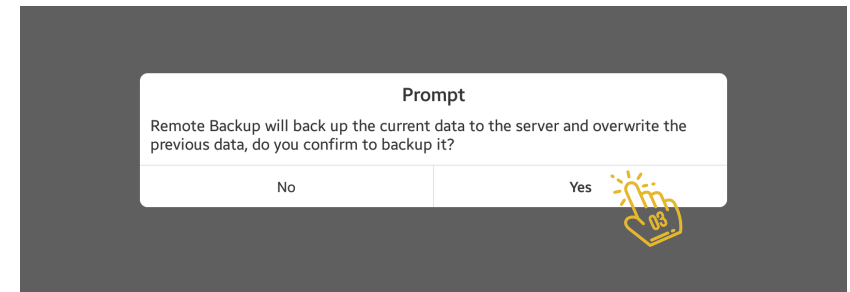 Prompt
Remote Backup will back up the current data to the server and overwrite the
previous data, do you confirm to backup it?
No
Yes
03